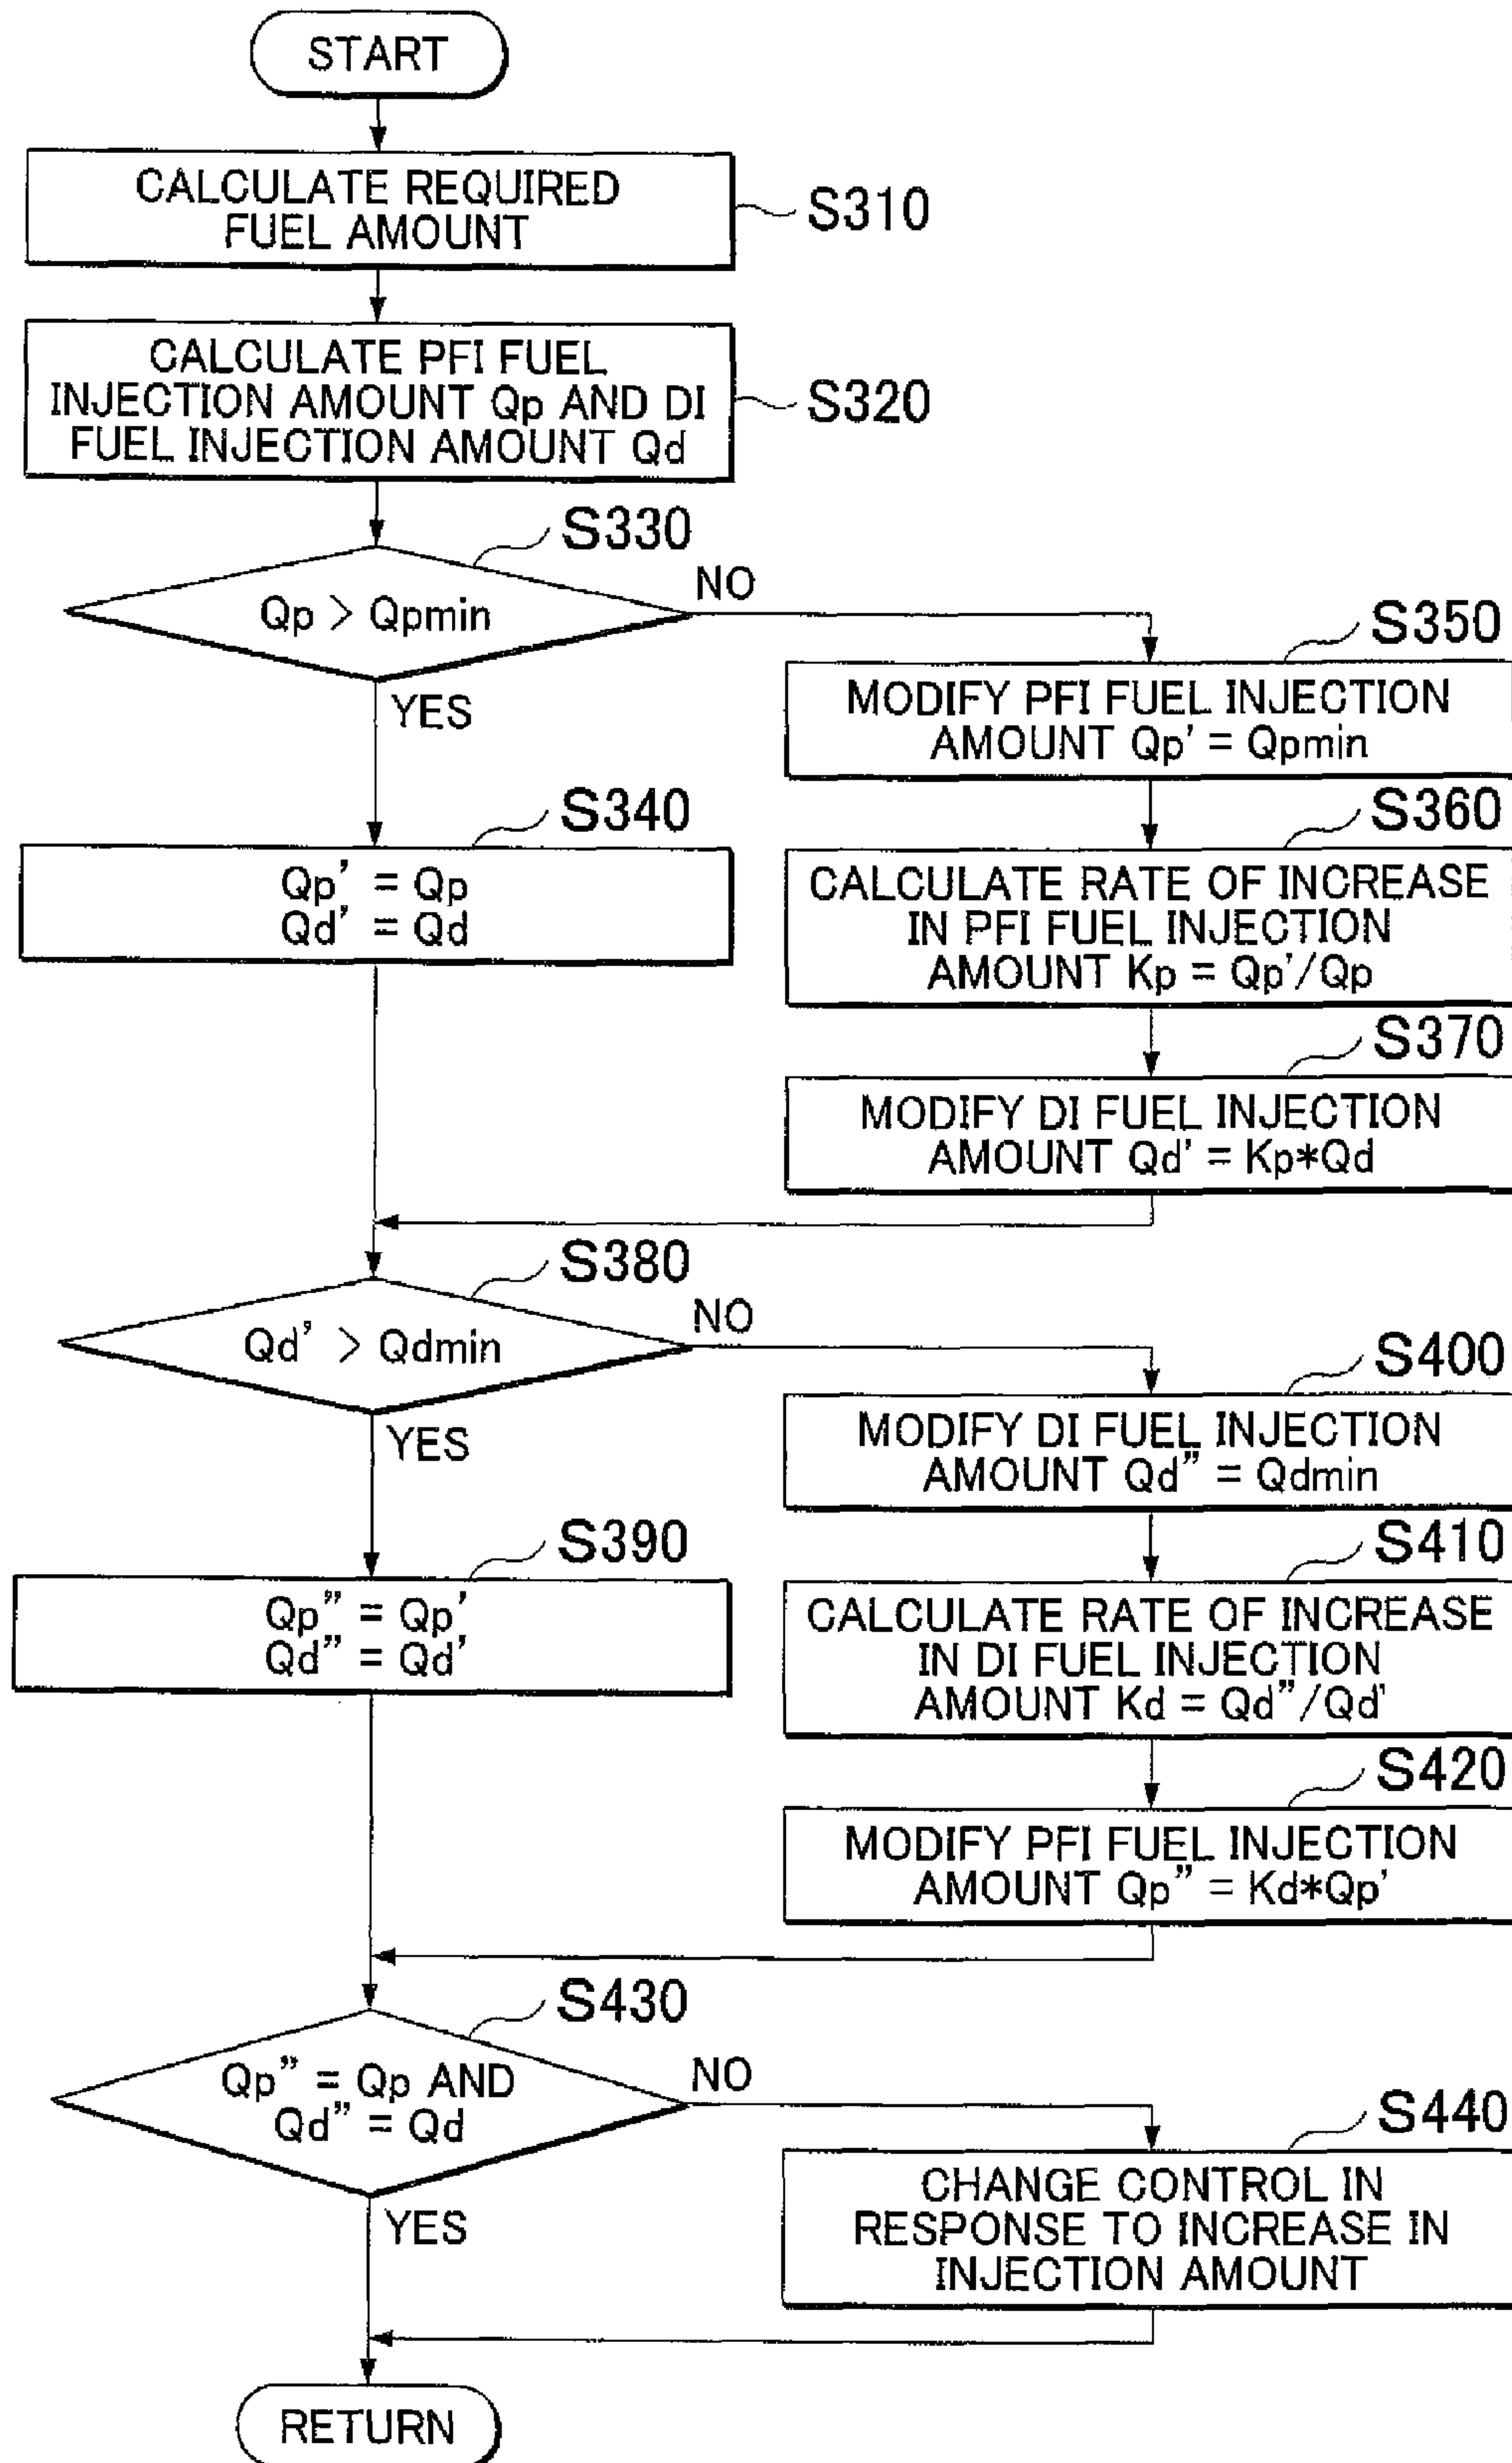 START
CALCULATE REQUIRED
FUEL AMOUNT
S310
CALCULATE PFI FUEL
INJECTION AMOUNT Qp AND DI
FUEL INJECTION AMOUNT Qd
S320
S330
Qp > Qpmin
NO
YES
S350
MODIFY PFI FUEL INJECTION
AMOUNT Qp' = Qpmin
S340
Qp' = Qp
Qd' = Qd
S360
CALCULATE RATE OF INCREASE
IN PFI FUEL INJECTION
AMOUNT Kp = Qp'/Qp
S370
MODIFY DI FUEL INJECTION
AMOUNT Qd' = Kp*Qd
S380
Qd' > Qdmin
NO
YES
S400
MODIFY DI FUEL INJECTION
AMOUNT Qd” = Qdmin
S390
Qp” = Qp'
Qd” = Qd'
S410
CALCULATE RATE OF INCREASE
IN DI FUEL INJECTION
AMOUNT Kd = Qd”/Qd'
S420
MODIFY PFI FUEL INJECTION
AMOUNT Qp” = Kd*Qp'
S430
Qp” = Qp AND
Qd” = Qd
NO
YES
S440
CHANGE CONTROL IN
RESPONSE TO INCREASE IN
INJECTION AMOUNT
RETURN